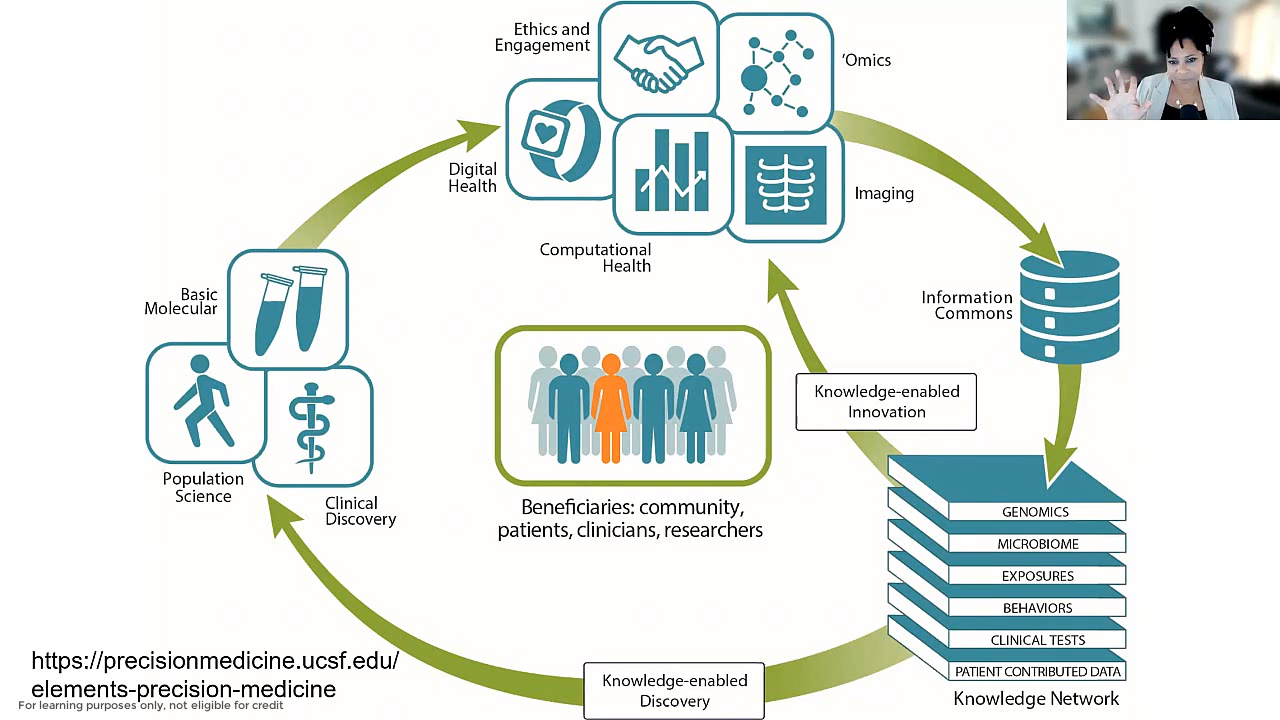 Ethics and
Engagement
‘Omics
Digital
Health
Imaging
Computational
Health
Basic
Molecular
Information
Commons
Knowledge-enabled
Innovation
Population
Science
Clinical
Discovery
Beneficiaries: community,
patients, clinicians, researchers
GENOMICS
MICROBIOME
EXPOSURES
BEHAVIORS
CLINICAL TESTS
PATIENT CONTRIBUTED DATA
Knowledge Network
Knowledge-enabled
Discovery
https://precisionmedicine.ucsf.edu/
elements-precision-medicine
For learning purposes only, not eligible for credit